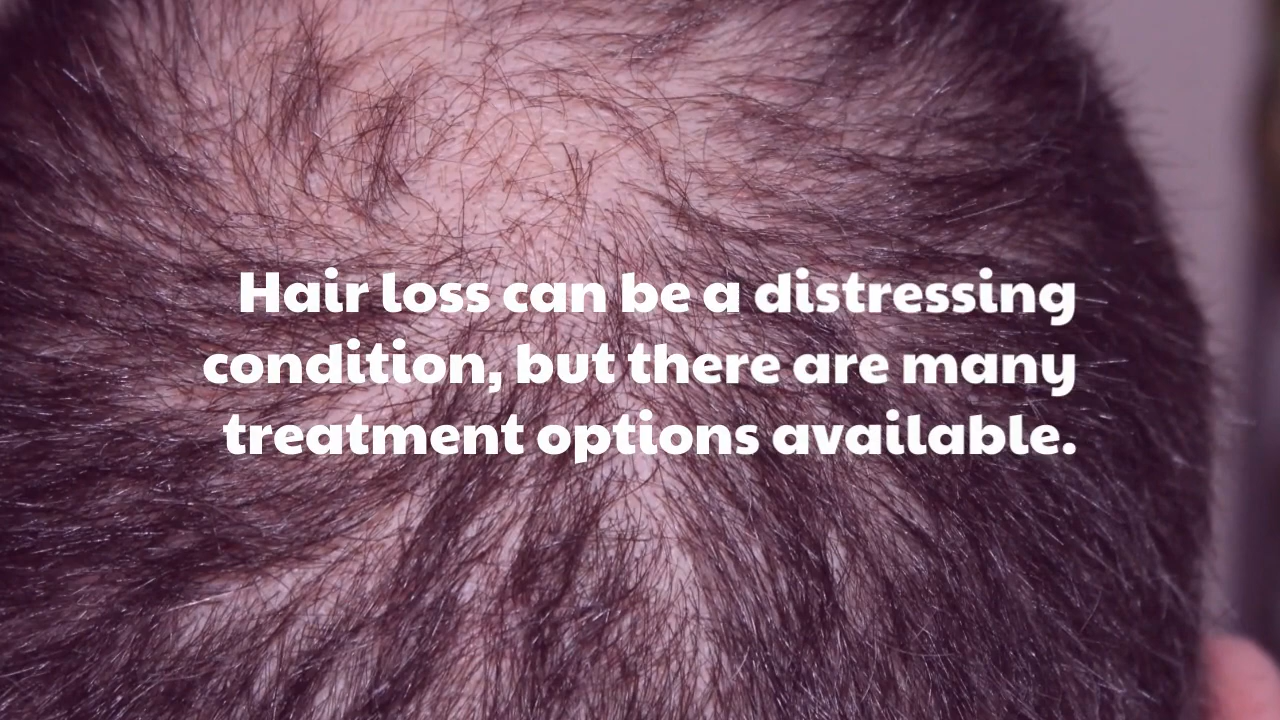 Hair loss can be a distressing
condition, but there are many
treatment options available.